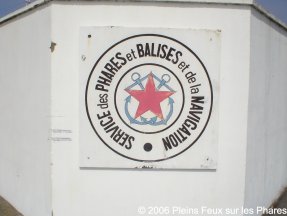 SERVICE des PHARES et BALISES et de la NAVIGATION
© 2006 Pleins Feux sur les Phares